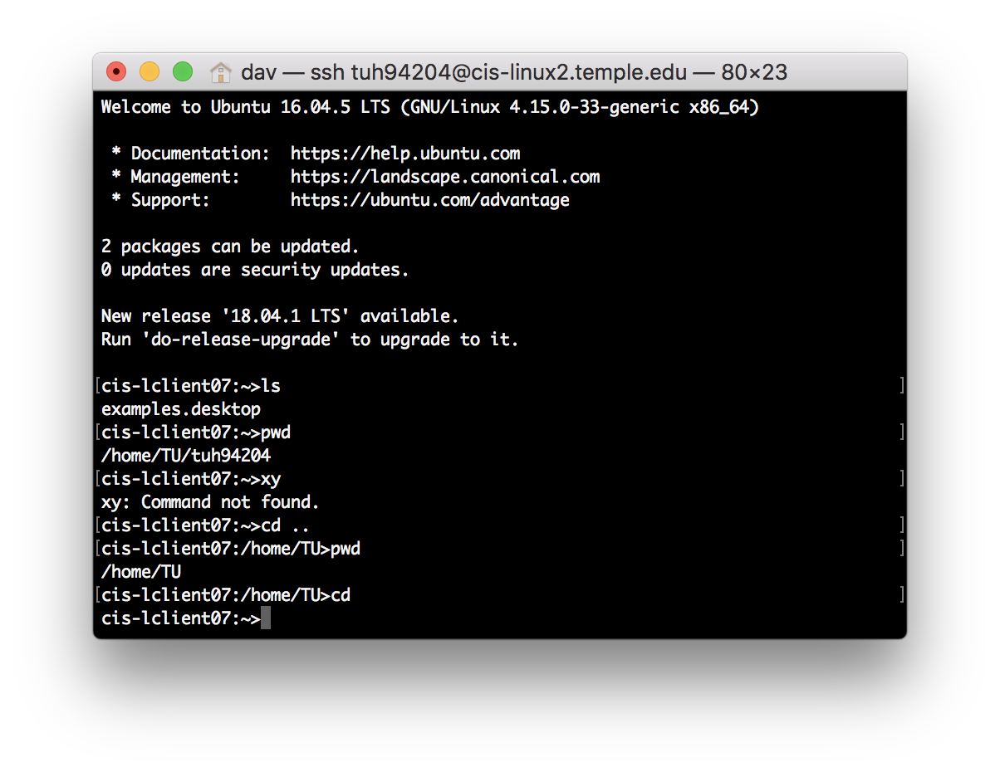 dav — ssh tuh94204@cis-linux2.temple.edu — 80×23
Welcome to Ubuntu 16.04.5 LTS (GNU/Linux 4.15.0-33-generic x86_64)
 * Documentation:  https://help.ubuntu.com
 * Management:     https://landscape.canonical.com
 * Support:        https://ubuntu.com/advantage
2 packages can be updated.
0 updates are security updates.
New release '18.04.1 LTS' available.
Run 'do-release-upgrade' to upgrade to it.
[cis-lclient07:~>ls ]
examples.desktop
[cis-lclient07:~>pwd ]
/home/TU/tuh94204
[cis-lclient07:~>xy ]
xy: Command not found.
[cis-lclient07:~>cd .. ]
[cis-lclient07:/home/TU>pwd ]
/home/TU
[cis-lclient07:/home/TU>cd ]
cis-lclient07:~>